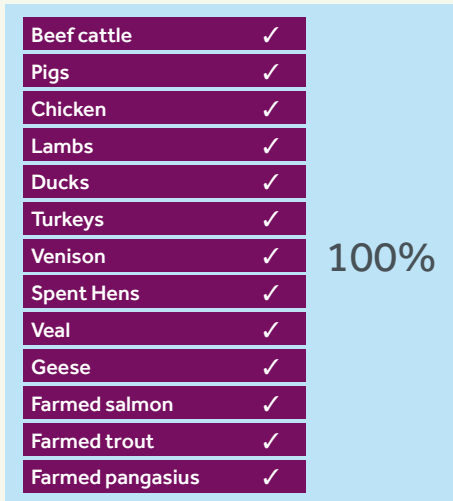 Beef cattle ✓
Pigs ✓
Chicken ✓
Lambs ✓
Ducks ✓
Turkeys ✓
Venison ✓
100%
Spent Hens ✓
Veal ✓
Geese ✓
Farmed salmon ✓
Farmed trout ✓
Farmed pangasius ✓